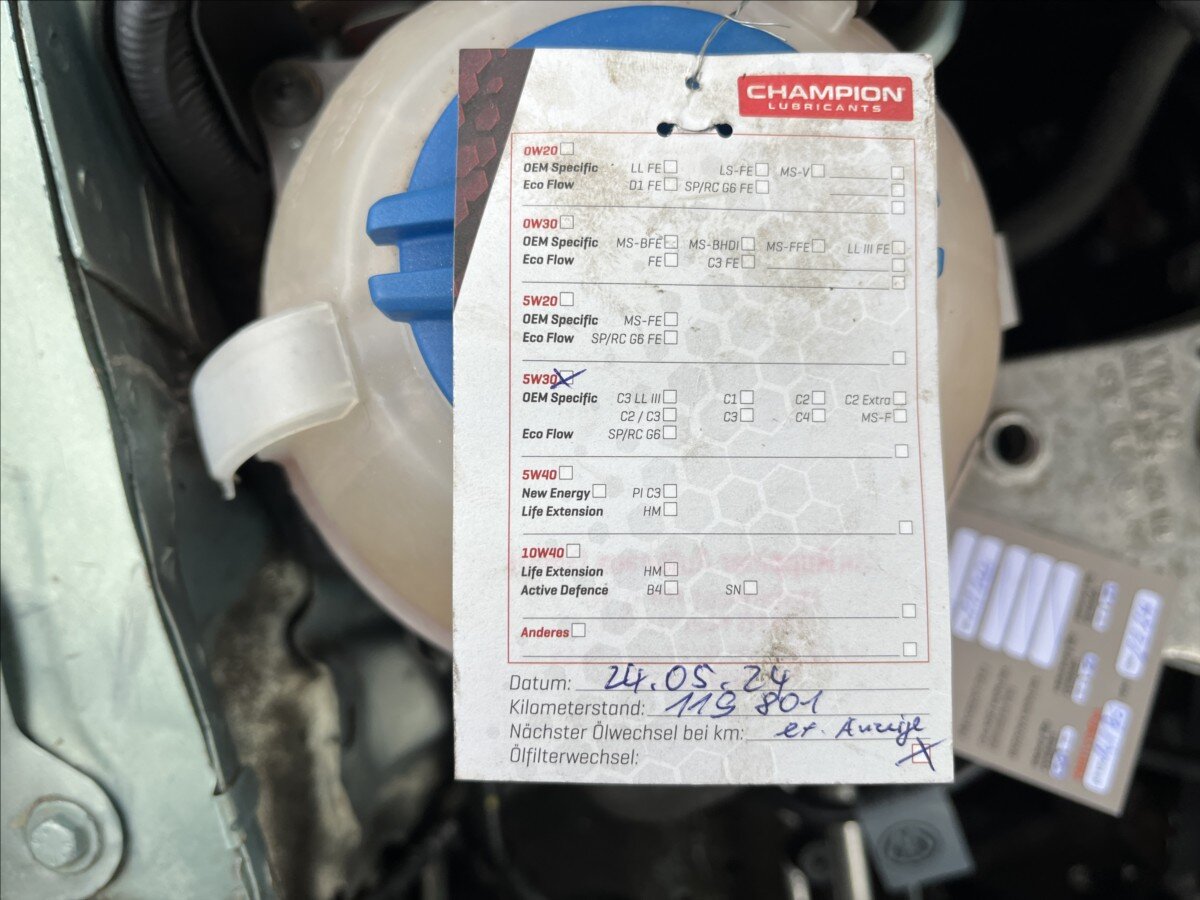 CHAMPION
LUBRICANTS
0W20
OEM Specific LL FE LS-FE MS-V
Eco Flow D1 FE SP/RC G6 FE
0W30
OEM Specific MS-BFE MS-BHDI MS-FFE LL III FE
Eco Flow FE C3 FE
5W20
OEM Specific MS-FE
Eco Flow SP/RC G6 FE
5W30
OEM Specific C3 LL III C1 C2 C2 Extra
C2 / C3 C3 C4 MS-F
Eco Flow SP/RC G6
5W40
New Energy PI C3
Life Extension HM
10W40
Life Extension HM
Active Defence B4 SN
Anderes
Datum: 24.05.24
Kilometerstand: 119 801
Nächster Ölwechsel bei km: Anzeige
Ölfilterwechsel: